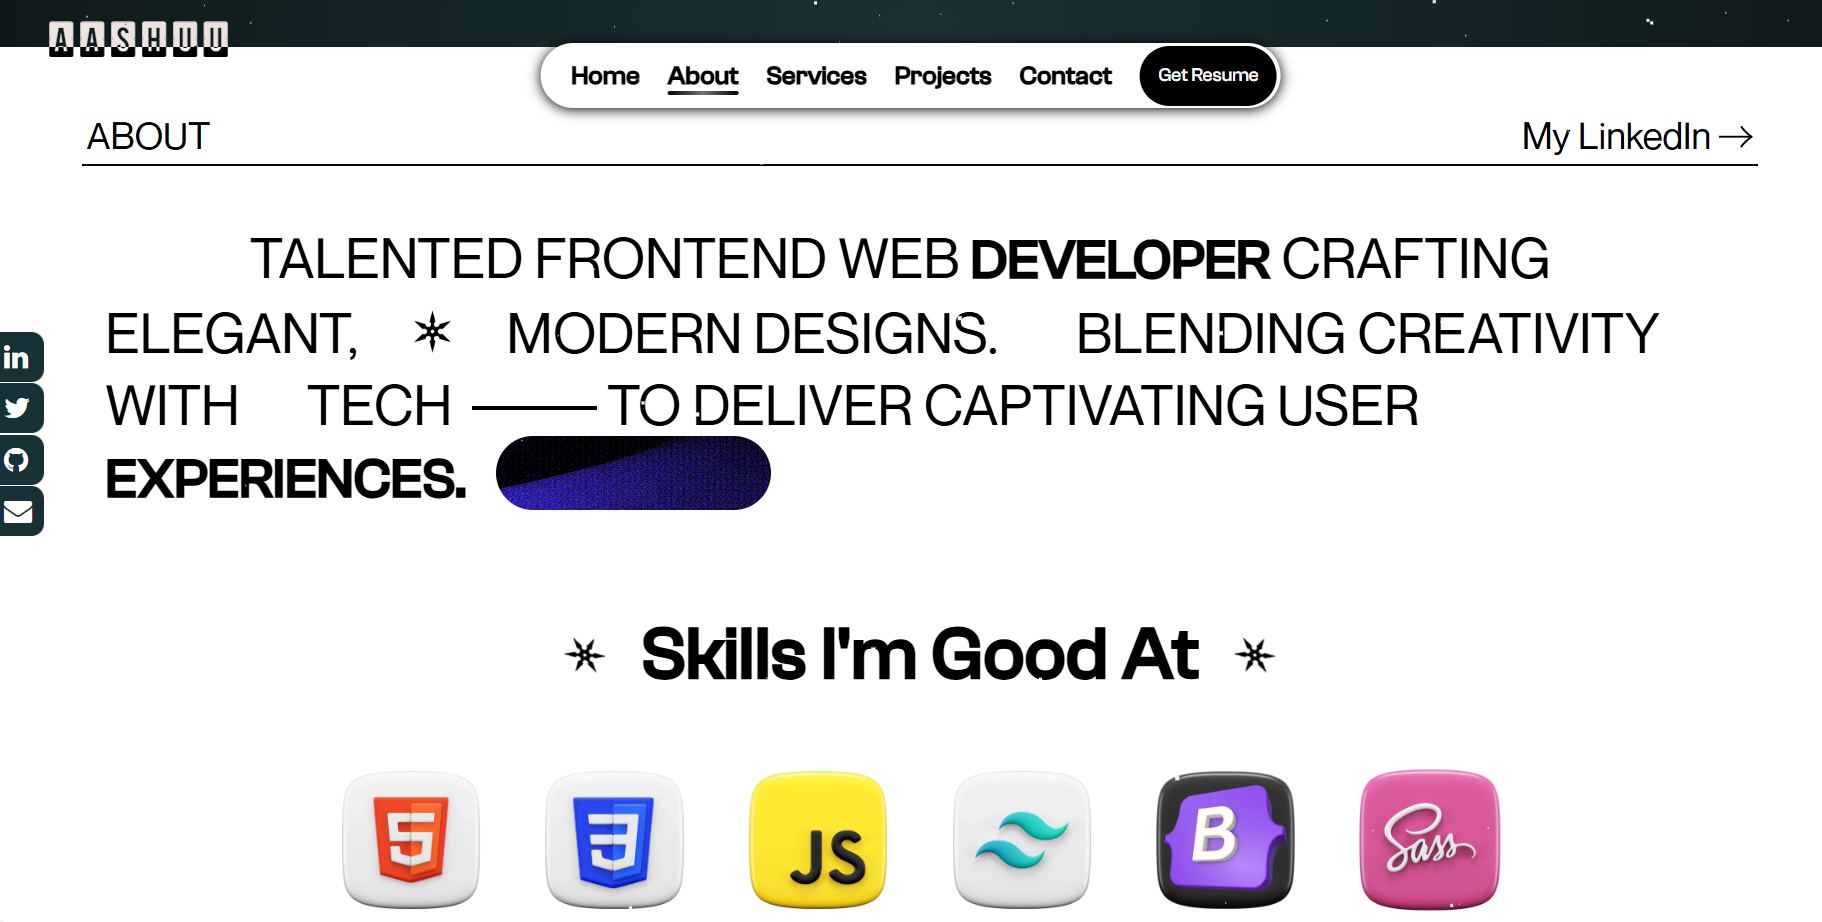 AASHUU
Home About Services Projects Contact Get Resume
ABOUT
My LinkedIn
TALENTED FRONTEND WEB DEVELOPER CRAFTING
ELEGANT, MODERN DESIGNS. BLENDING CREATIVITY
WITH TECH TO DELIVER CAPTIVATING USER
EXPERIENCES.
in
Skills I'm Good At
5 3 JS B Sass